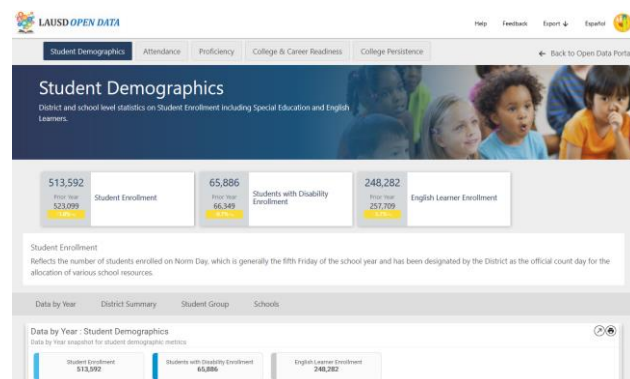 LAUSD OPEN DATA
Help Feedback Export Español
Student Demographics Attendance Proficiency College & Career Readiness College Persistence
Back to Open Data Porta
Student Demographics
District and school level statistics on Student Enrollment including Special Education and English
Learners.
513,592
Prior Year
523,099
Student Enrollment
65,886
Prior Year
66,349
Students with Disability
Enrollment
248,282
Prior Year
257,709
English Learner Enrollment
Student Enrollment
Reflects the number of students enrolled on Norm Day, which is generally the fifth Friday of the school year and has been designated by the District as the official count day for the
allocation of various school resources.
Data by Year District Summary Student Group Schools
Data by Year : Student Demographics
Data by Year snapshot for student demographic metrics
Student Enrollment
513,592
Students with Disability Enrollment
65,886
English Learner Enrollment
248,282